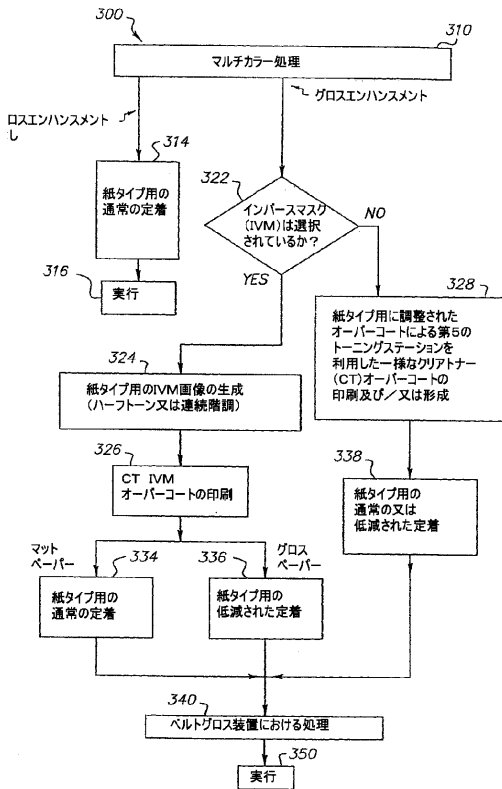 300
310
マルチカラー処理
ロスエンハンスメント
し
グロスエンハンスメント
314
紙タイプ用の
通常の定着
316
実行
322
インバースマスク
(IVM)は選択
されているか?
NO
YES
328
紙タイプ用に調整された
オーバーコートによる第5の
トーニングステーションを
利用した一様なクリアトナー
(CT)オーバーコートの
印刷及び/又は形成
324
紙タイプ用のIVM画像の生成
(ハーフトーン又は連続階調)
326
CT IVM
オーバーコートの印刷
338
紙タイプ用の
通常の又は
低減された定着
マット
ペーパー
334
紙タイプ用の
通常の定着
336
グロス
ペーパー
紙タイプ用の
低減された定着
340
ベルトグロス装置における処理
350
実行